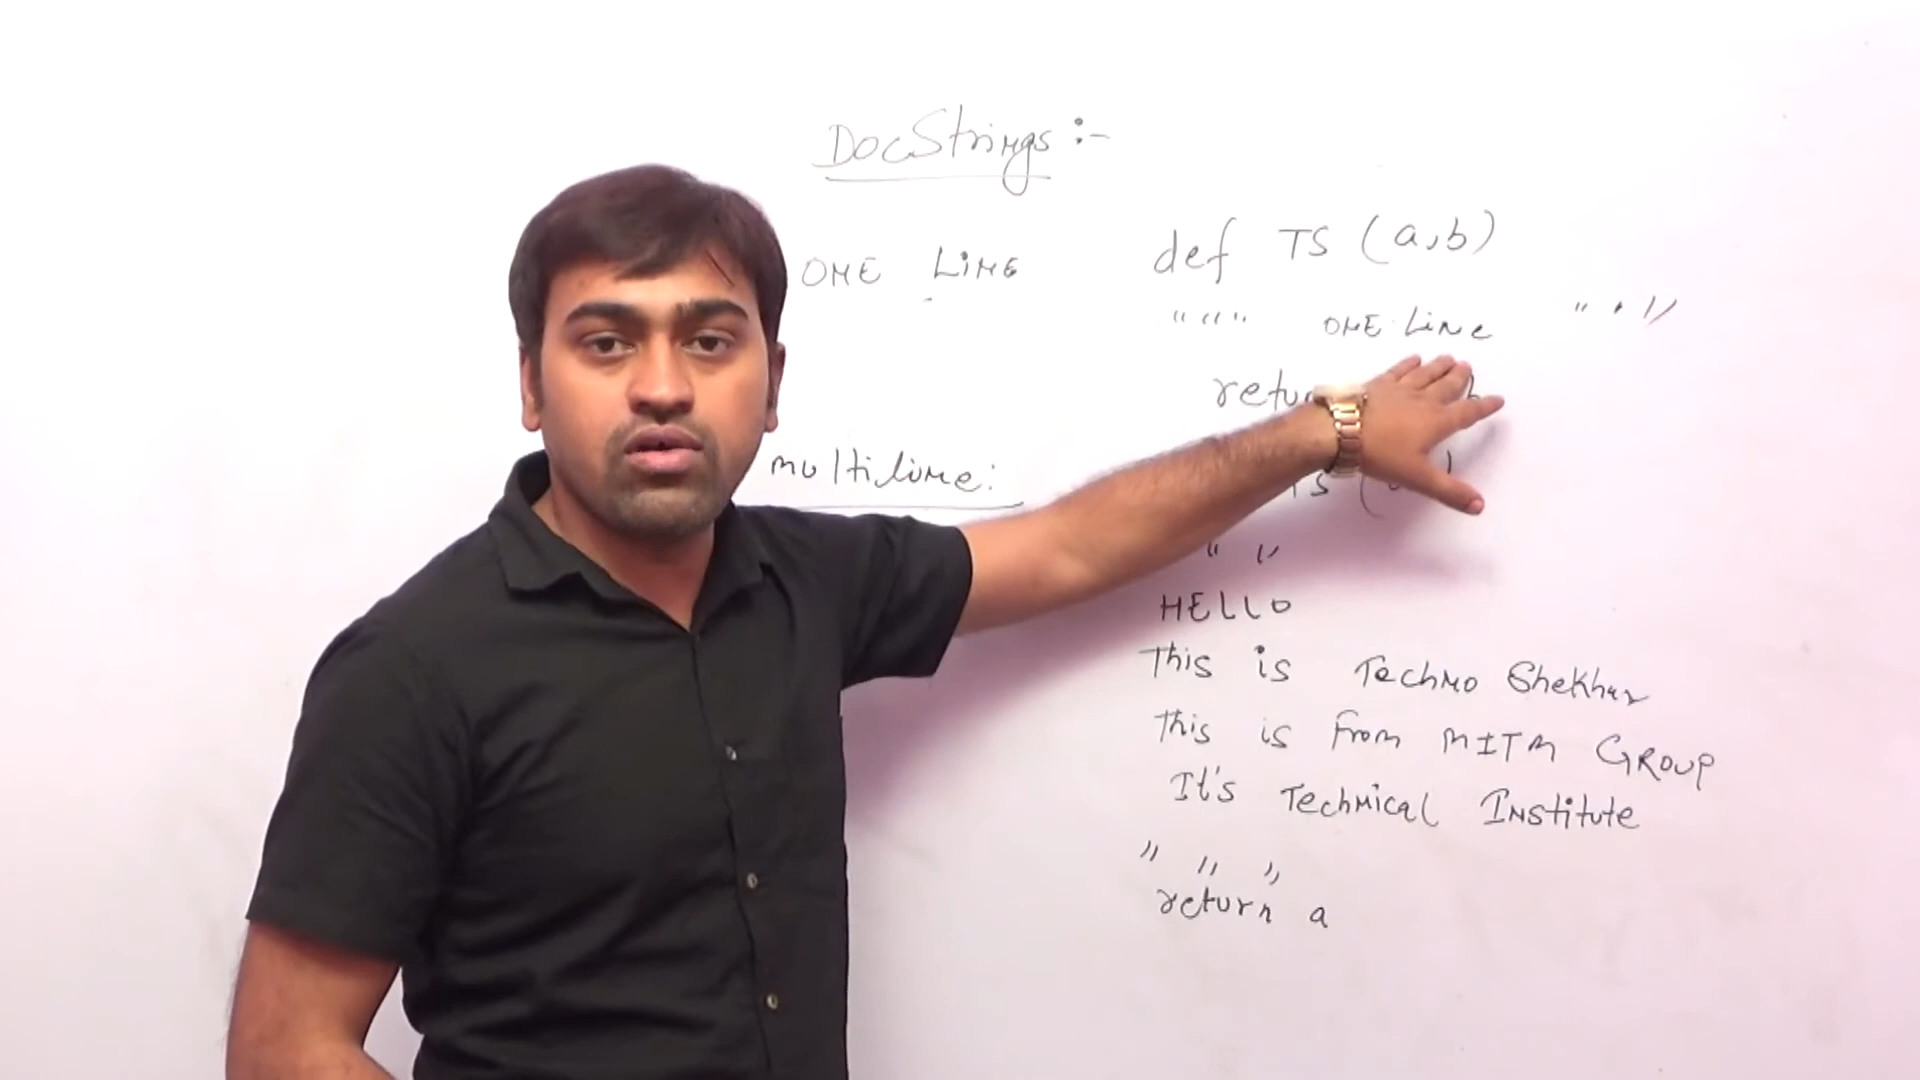 DocStrings :-
ONE LINE
def TS (a,b)
" " " ONE Line " " "
multiline:
" "
HELLO
This is Techno Shekhar
This is From MITM GROUP
It's Technical Institute
" " "
return a